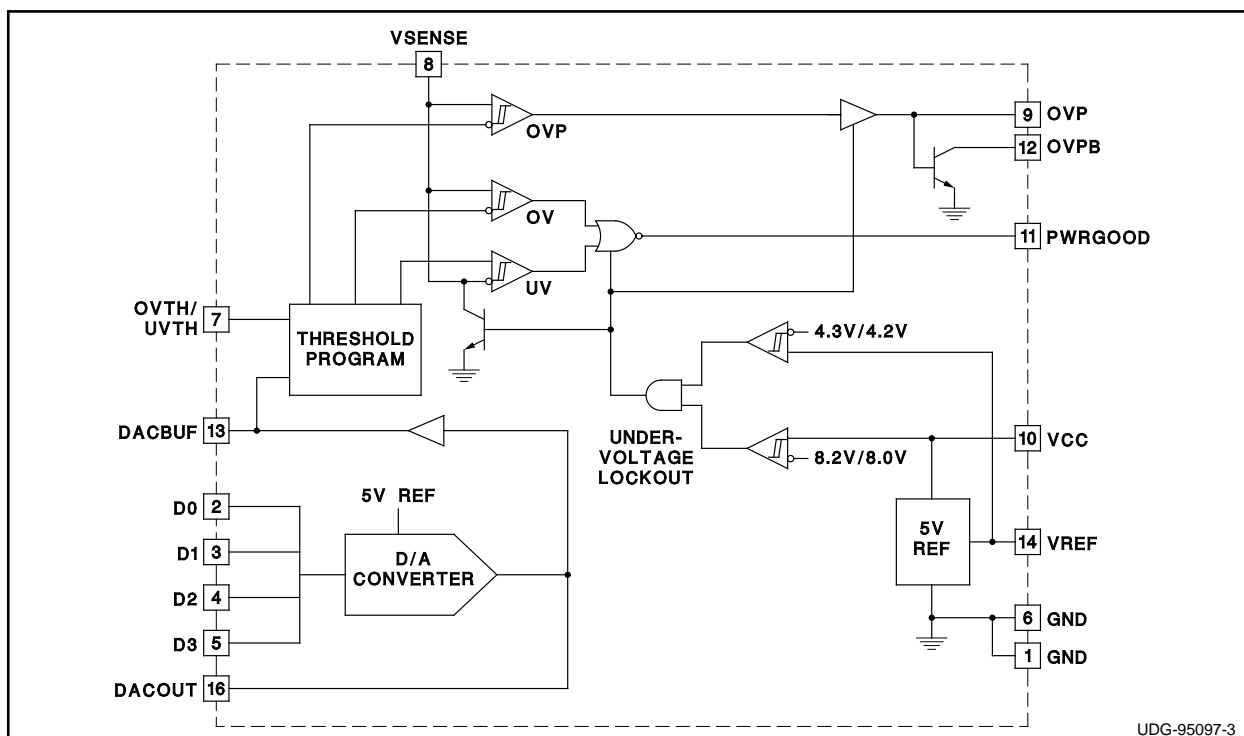 VSENSE
8
OVP
9 OVP
12 OVPB
OV
11 PWRGOOD
UV
OVTH/
UVTH
7
THRESHOLD
PROGRAM
4.3V/4.2V
DACBUF 13
UNDER-
VOLTAGE
LOCKOUT
10 VCC
8.2V/8.0V
5V REF
D0 2
5V
REF
D1 3
D/A
CONVERTER
14 VREF
D2 4
6 GND
D3 5
1 GND
DACOUT 16
UDG-95097-3